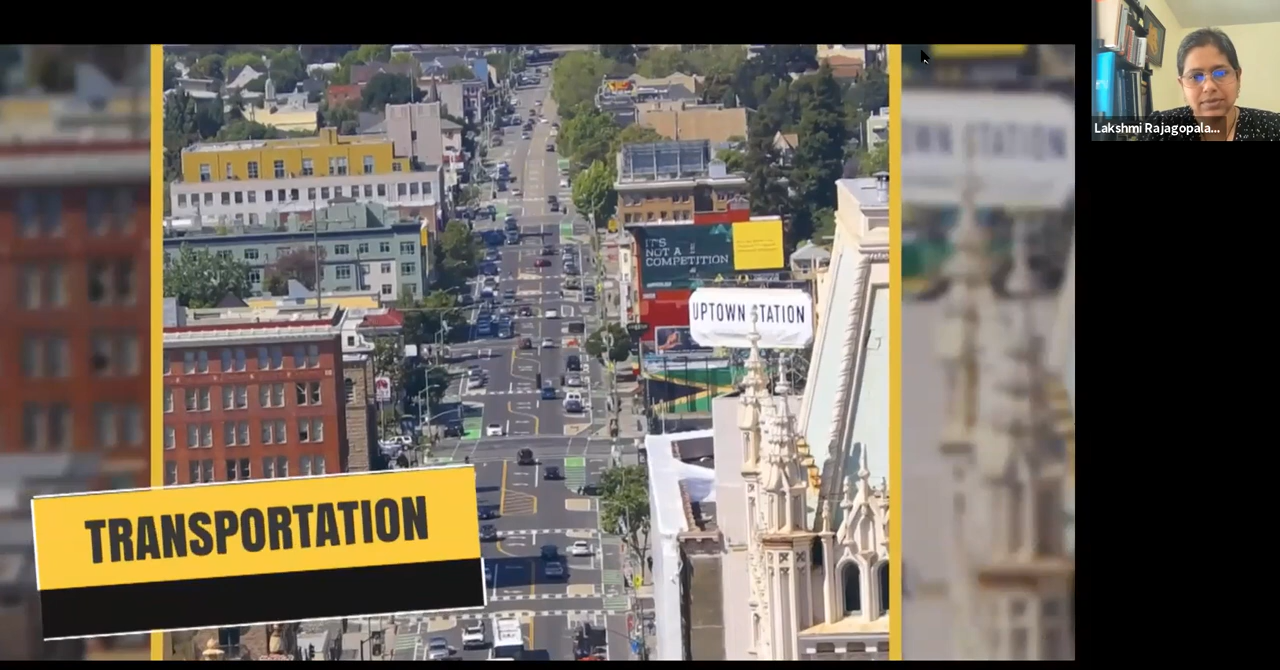 IT'S
NOT A
COMPETITION
UPTOWN STATION
TRANSPORTATION
Lakshmi Rajagopala...